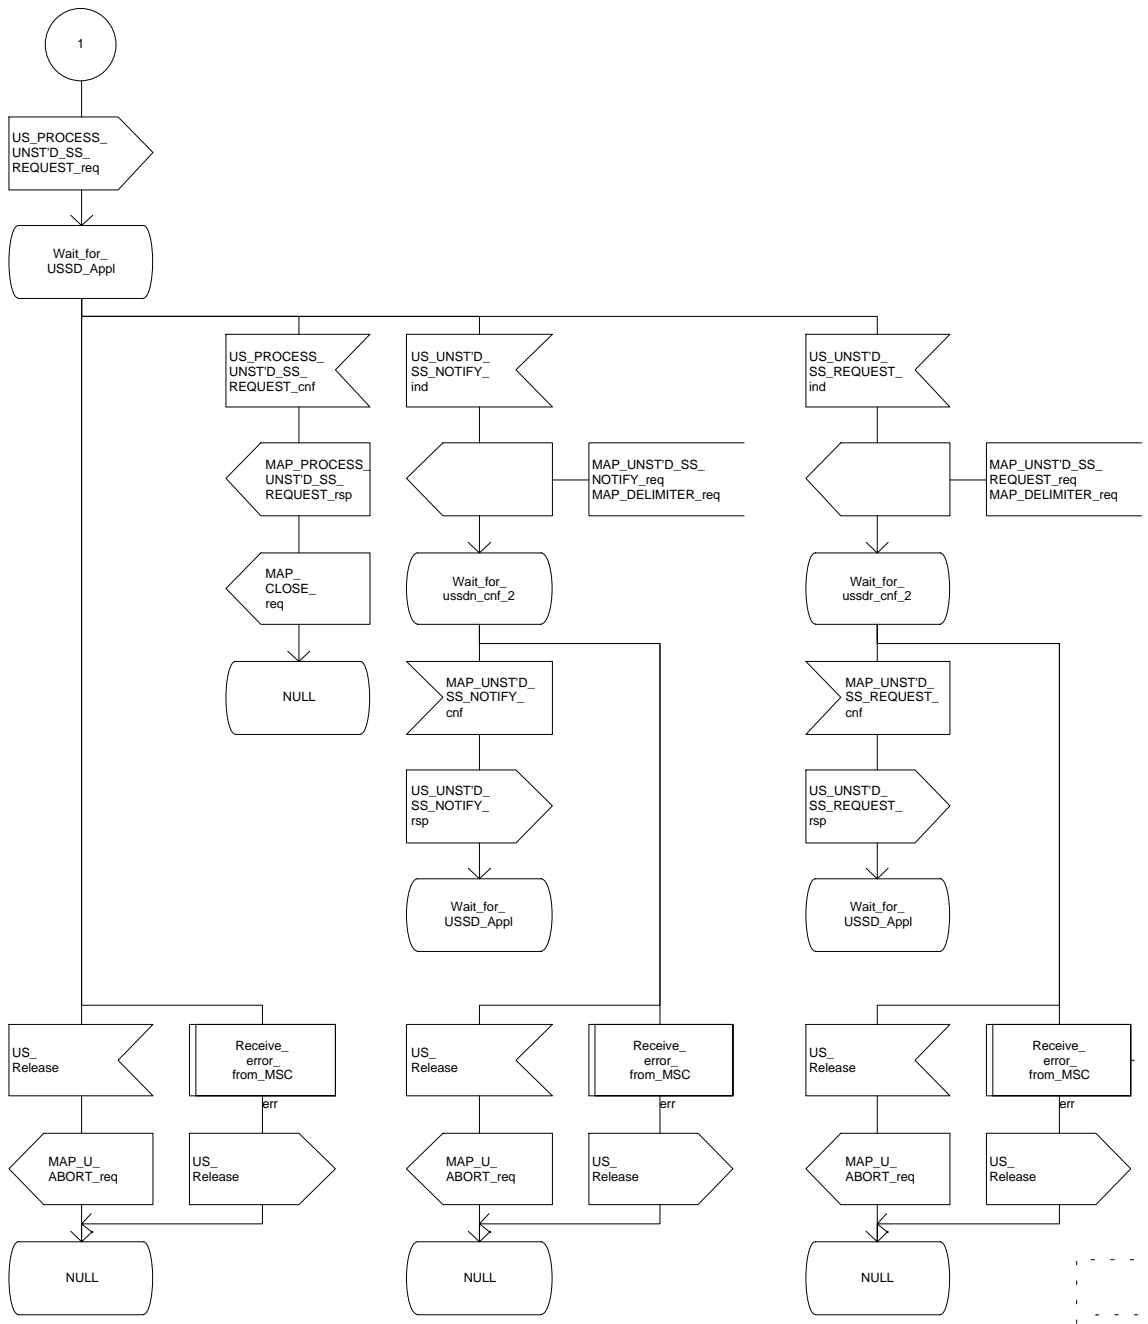 1
US_PROCESS_
UNST'D_SS_
REQUEST_req
Wait_for_
USSD_Appl
US_PROCESS_
UNST'D_SS_
REQUEST_cnf
US_UNST'D_
SS_NOTIFY_
ind
US_UNST'D_
SS_REQUEST_
ind
MAP_PROCESS_
UNST'D_SS_
REQUEST_rsp
MAP_UNST'D_SS_
NOTIFY_req
MAP_DELIMITER_req
MAP_UNST'D_SS_
REQUEST_req
MAP_DELIMITER_req
MAP_
CLOSE_
req
Wait_for_
ussdn_cnf_2
Wait_for_
ussdr_cnf_2
NULL
MAP_UNST'D_
SS_NOTIFY_
cnf
MAP_UNST'D_
SS_REQUEST_
cnf
US_UNST'D_
SS_NOTIFY_
rsp
US_UNST'D_
SS_REQUEST_
rsp
Wait_for_
USSD_Appl
Wait_for_
USSD_Appl
US_
Release
Receive_
error_
from_MSC
err
US_
Release
Receive_
error_
from_MSC
err
US_
Release
Receive_
error_
from_MSC
err
MAP_U_
ABORT_req
US_
Release
MAP_U_
ABORT_req
US_
Release
MAP_U_
ABORT_req
US_
Release
NULL
NULL
NULL